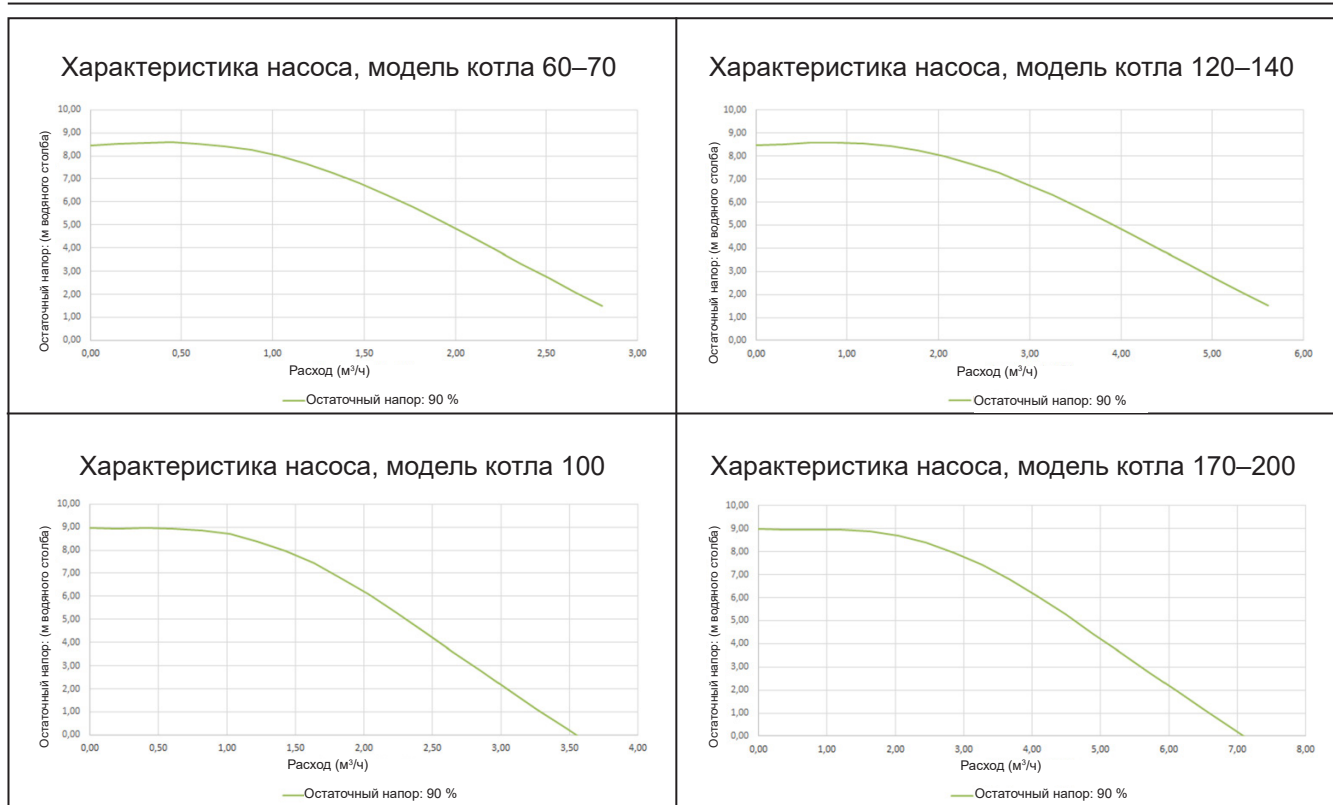 Характеристика насоса, модель котла 60–70
Остаточный напор: (м водяного столба)
10,00
9,00
8,00
7,00
6,00
5,00
4,00
3,00
2,00
1,00
0,00
0,00 0,50 1,00 1,50 2,00 2,50 3,00
Расход (м³/ч)
Остаточный напор: 90 %
Характеристика насоса, модель котла 120–140
Остаточный напор: (м водяного столба)
10,00
9,00
8,00
7,00
6,00
5,00
4,00
3,00
2,00
1,00
0,00
0,00 1,00 2,00 3,00 4,00 5,00 6,00
Расход (м³/ч)
Остаточный напор: 90 %
Характеристика насоса, модель котла 100
Остаточный напор: (м водяного столба)
10,00
9,00
8,00
7,00
6,00
5,00
4,00
3,00
2,00
1,00
0,00
0,00 0,50 1,00 1,50 2,00 2,50 3,00 3,50 4,00
Расход (м³/ч)
Остаточный напор: 90 %
Характеристика насоса, модель котла 170–200
Остаточный напор: (м водяного столба)
10,00
9,00
8,00
7,00
6,00
5,00
4,00
3,00
2,00
1,00
0,00
0,00 1,00 2,00 3,00 4,00 5,00 6,00 7,00 8,00
Расход (м³/ч)
Остаточный напор: 90 %